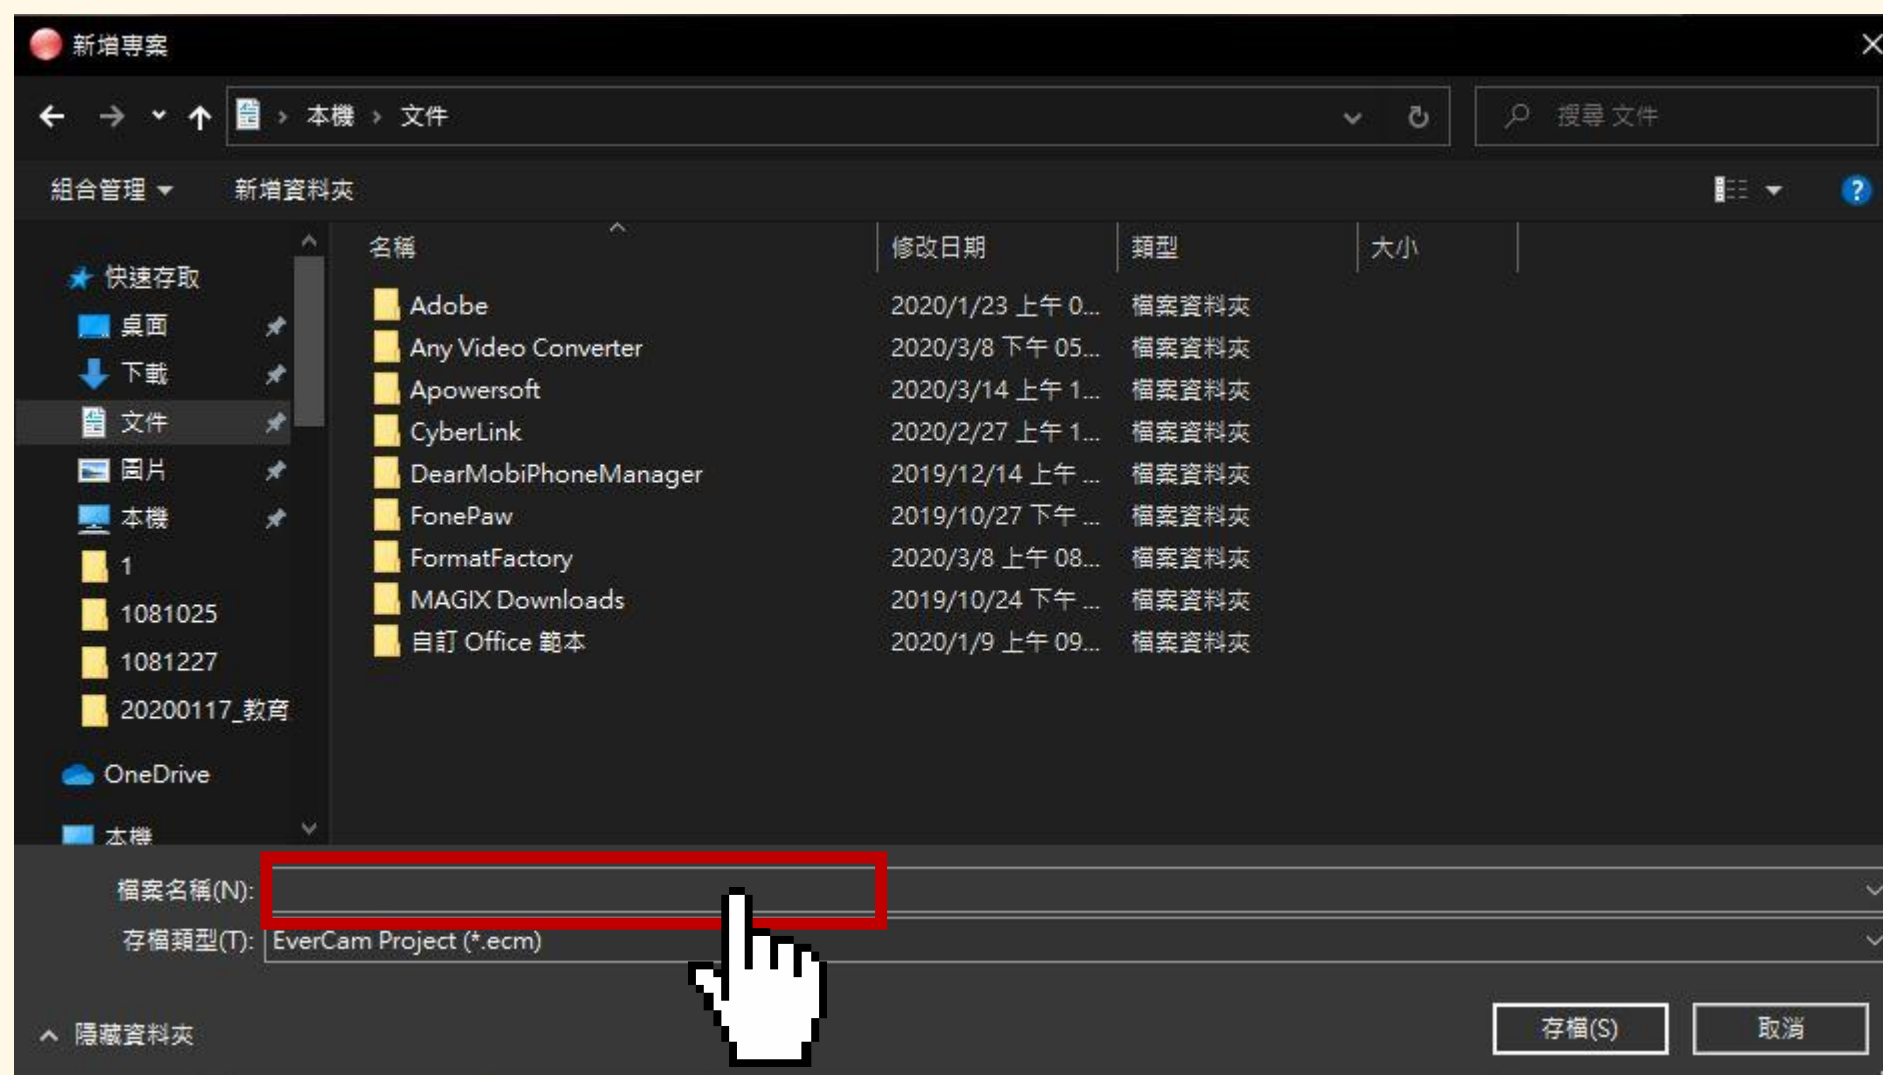 新增專案
本機 › 文件
搜尋 文件
組合管理 新增資料夾
名稱 修改日期 類型 大小
快速存取
桌面
下載
文件
圖片
本機
1
1081025
1081227
20200117_教育
OneDrive
本機
Adobe 2020/1/23 上午 0... 檔案資料夾
Any Video Converter 2020/3/8 下午 05... 檔案資料夾
Apowersoft 2020/3/14 上午 1... 檔案資料夾
CyberLink 2020/2/27 上午 1... 檔案資料夾
DearMobiPhoneManager 2019/12/14 上午 ... 檔案資料夾
FonePaw 2019/10/27 下午 ... 檔案資料夾
FormatFactory 2020/3/8 上午 08... 檔案資料夾
MAGIX Downloads 2019/10/24 下午 ... 檔案資料夾
自訂 Office 範本 2020/1/9 上午 09... 檔案資料夾
檔案名稱(N):
存檔類型(T): EverCam Project (*.ecm)
隱藏資料夾
存檔(S) 取消